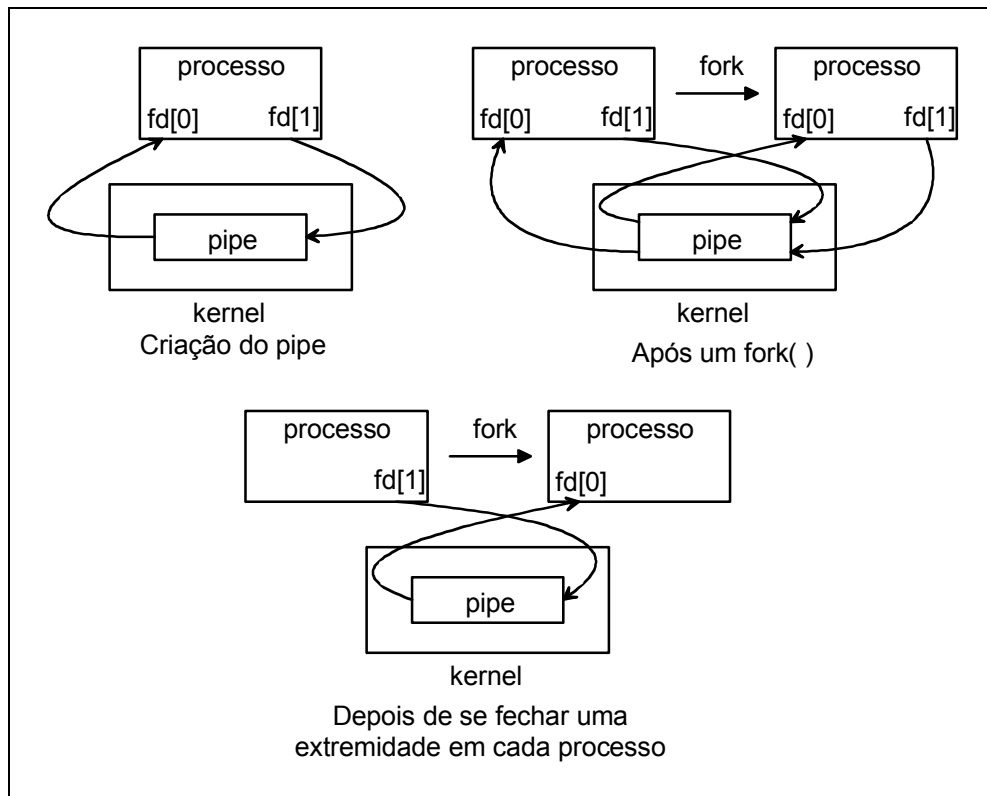 processo
fd[0] fd[1]
pipe
kernel
Criação do pipe
processo fork processo
fd[0] fd[1] fd[0] fd[1]
pipe
kernel
Após um fork( )
processo fork processo
fd[1] fd[0]
pipe
kernel
Depois de se fechar uma
extremidade em cada processo